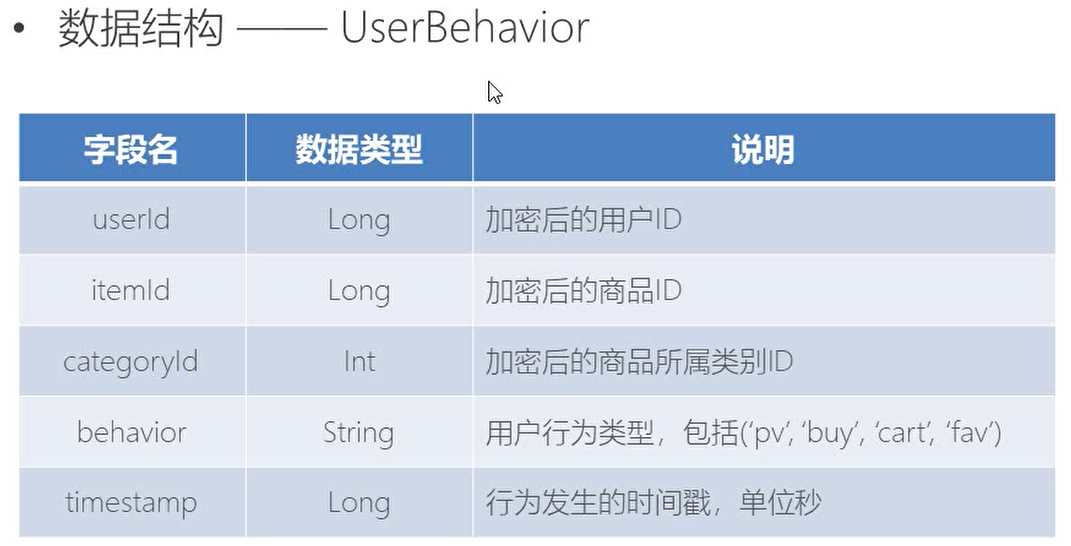 • 数据结构 —— UserBehavior
字段名 数据类型 说明
userId Long 加密后的用户ID
itemId Long 加密后的商品ID
categoryId Int 加密后的商品所属类别ID
behavior String 用户行为类型，包括(‘pv’, ‘buy’, ‘cart’, ‘fav’)
timestamp Long 行为发生的时间戳，单位秒